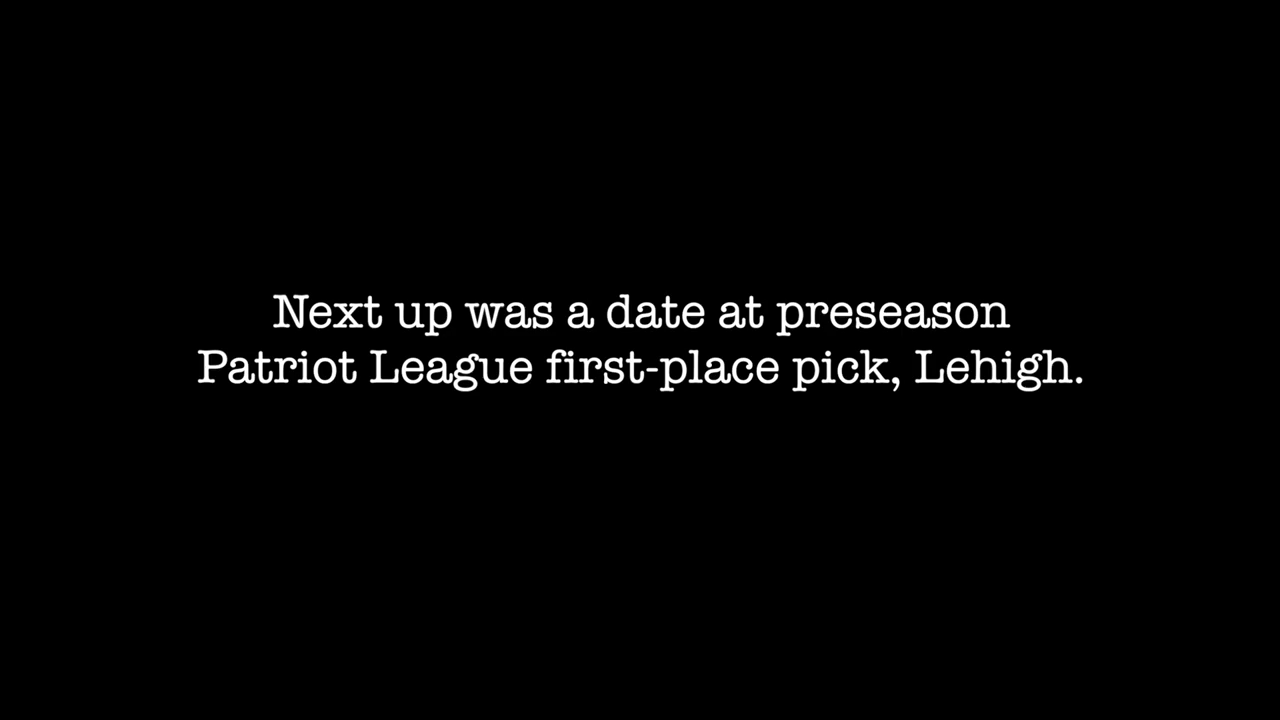 Next up was a date at preseason
Patriot League first-place pick, Lehigh.